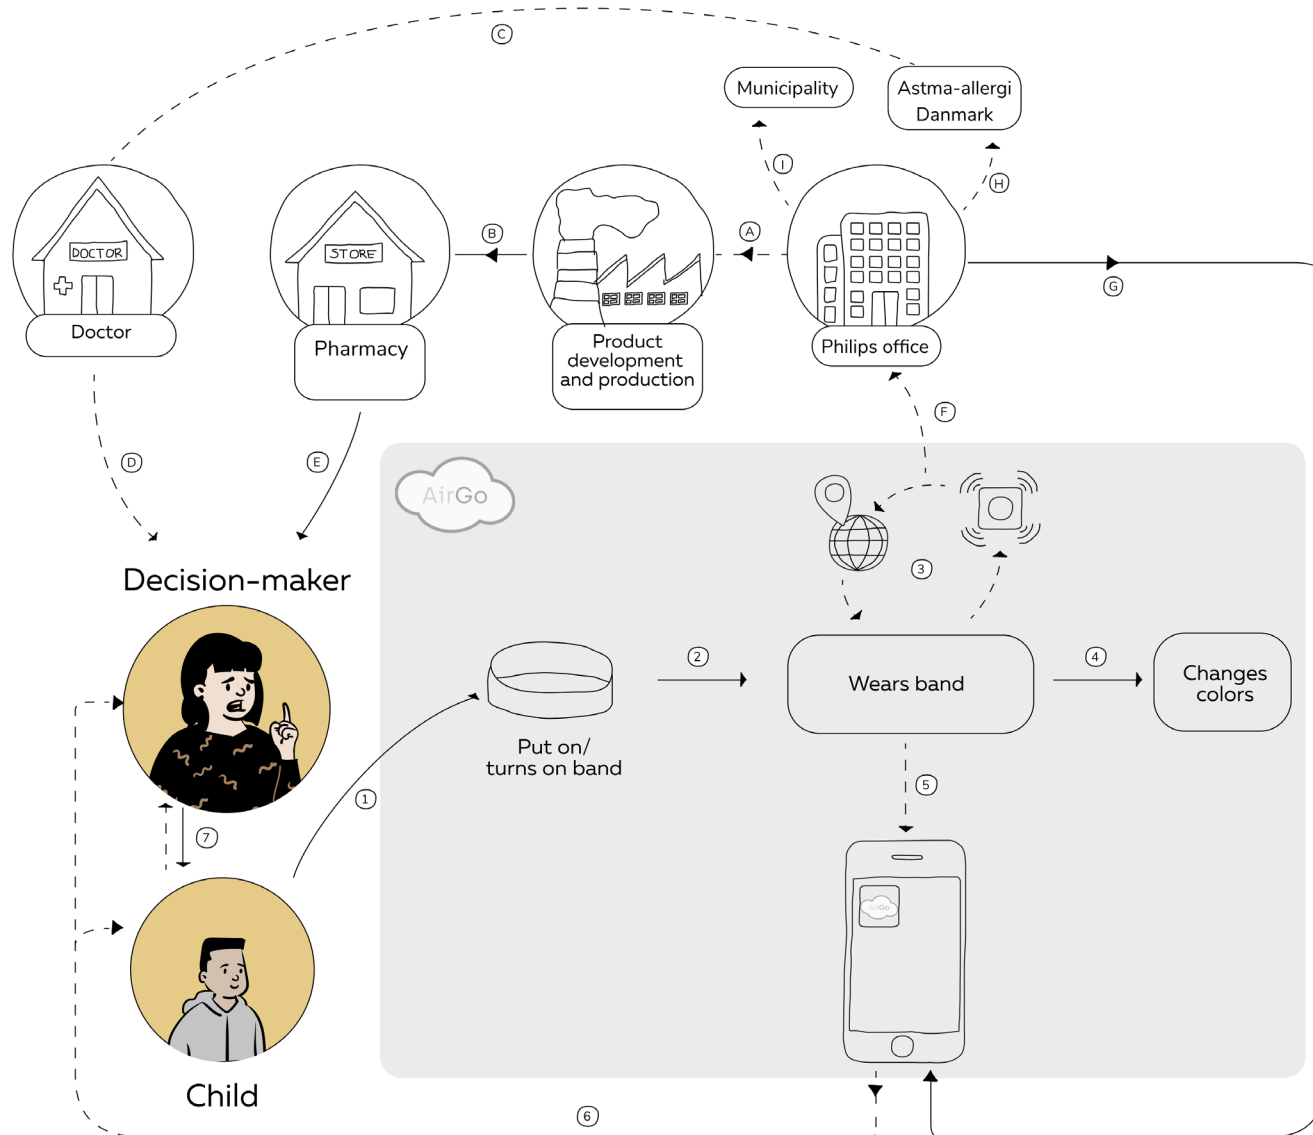 C
Municipality
Astma-allergi
Danmark
I
H
DOCTOR
STORE
B
A
G
Doctor
Pharmacy
Product
development
and production
Philips office
F
D
E
AirGo
3
Decision-maker
2
4
Wears band
Changes
colors
Put on/
turns on band
1
5
7
AirGo
Child
6